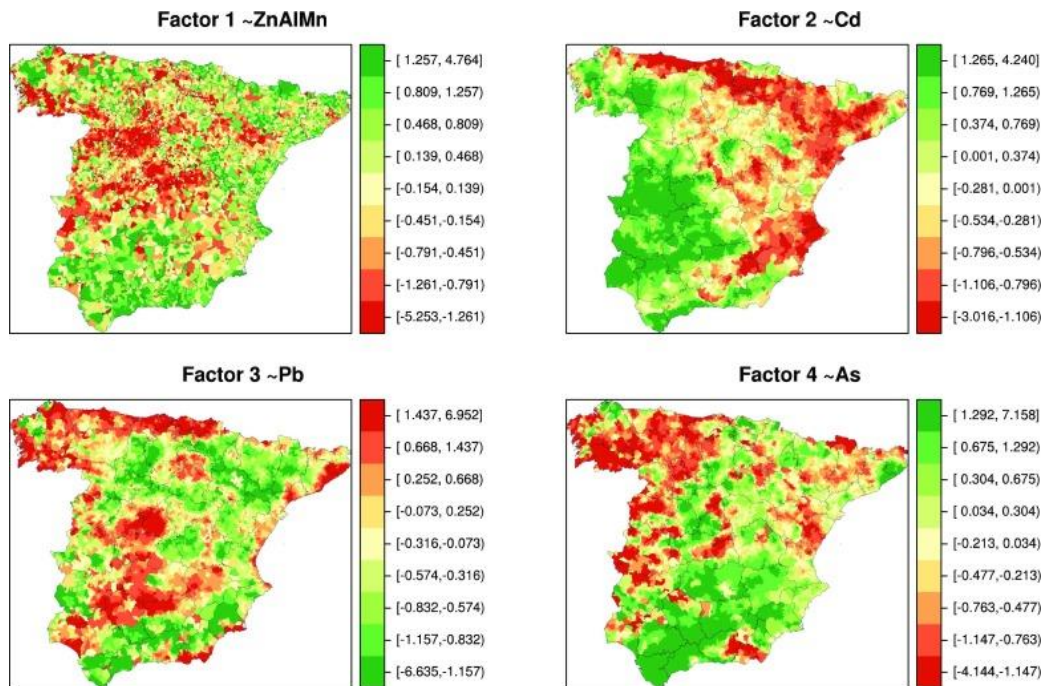 Factor 1 ~ZnAlMn
[ 1.257, 4.764)
[ 0.809, 1.257)
[ 0.468, 0.809)
[ 0.139, 0.468)
[-0.154, 0.139)
[-0.451,-0.154)
[-0.791,-0.451)
[-1.261,-0.791)
[-5.253,-1.261)
Factor 2 ~Cd
[ 1.265, 4.240)
[ 0.769, 1.265)
[ 0.374, 0.769)
[ 0.001, 0.374)
[-0.281, 0.001)
[-0.534,-0.281)
[-0.796,-0.534)
[-1.106,-0.796)
[-3.016,-1.106)
Factor 3 ~Pb
[ 1.437, 6.952)
[ 0.668, 1.437)
[ 0.252, 0.668)
[-0.073, 0.252)
[-0.316,-0.073)
[-0.574,-0.316)
[-0.832,-0.574)
[-1.157,-0.832)
[-6.635,-1.157)
Factor 4 ~As
[ 1.292, 7.158)
[ 0.675, 1.292)
[ 0.304, 0.675)
[ 0.034, 0.304)
[-0.213, 0.034)
[-0.477,-0.213)
[-0.763,-0.477)
[-1.147,-0.763)
[-4.144,-1.147)